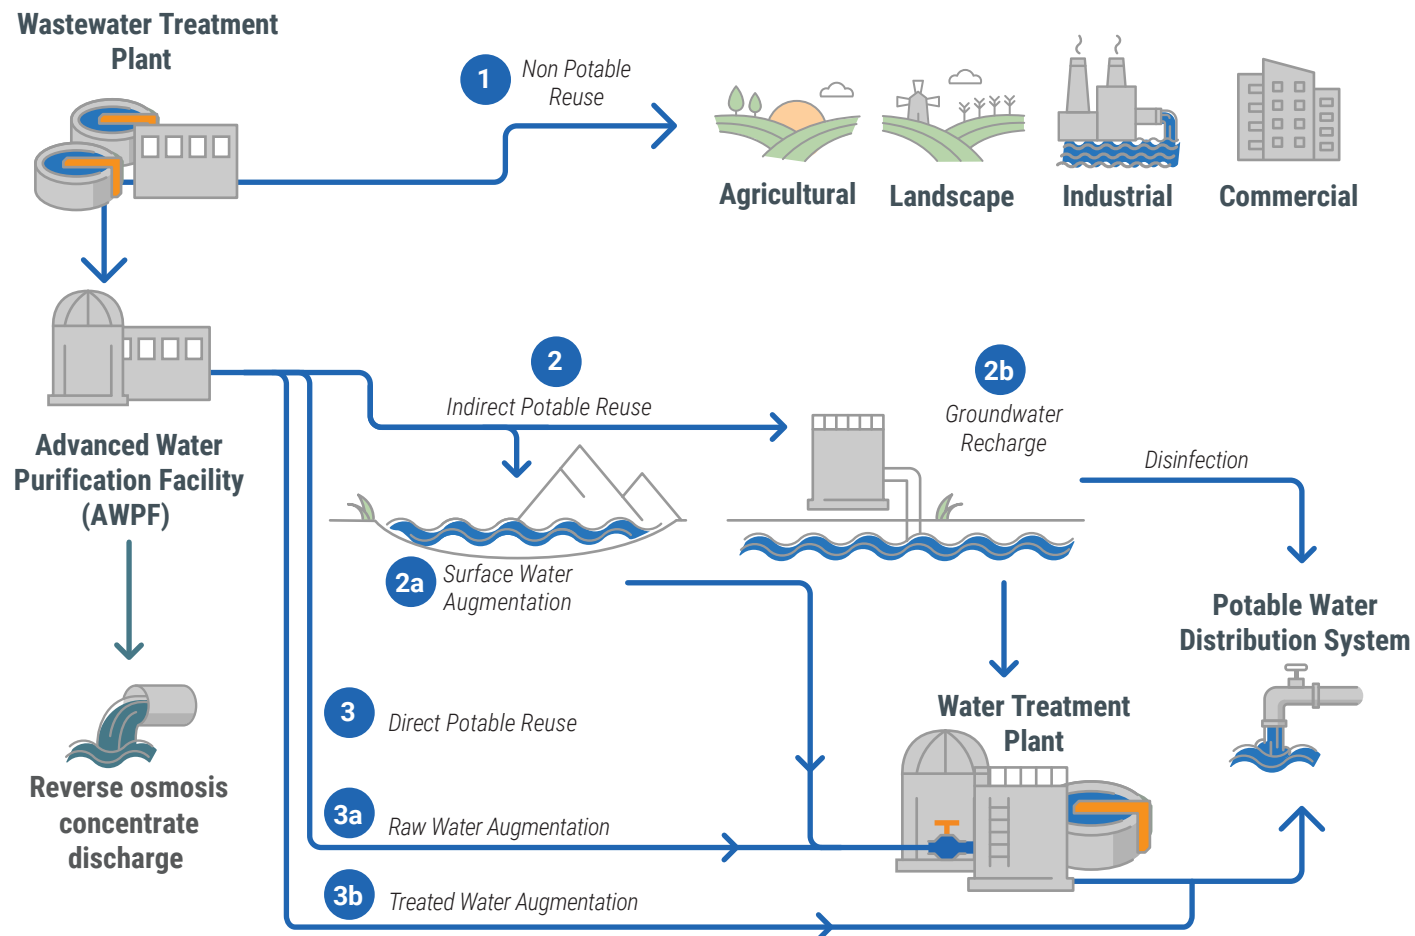 Wastewater Treatment
Plant
1
Non Potable
Reuse
Agricultural
Landscape
Industrial
Commercial
Advanced Water
Purification Facility
(AWPF)
2
Indirect Potable Reuse
2b
Groundwater
Recharge
Disinfection
2a
Surface Water
Augmentation
Potable Water
Distribution System
Water Treatment
Plant
3
Direct Potable Reuse
3a
Raw Water Augmentation
3b
Treated Water Augmentation
Reverse osmosis
concentrate
discharge